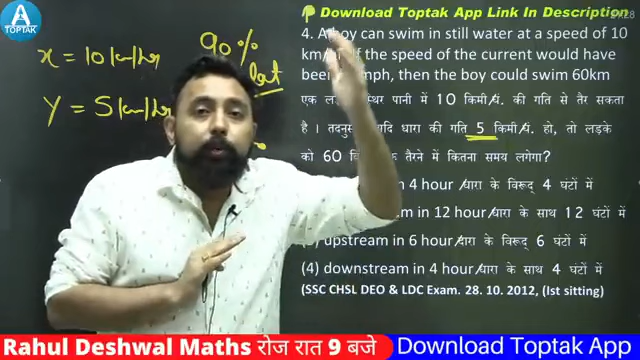 TOPTAK
Download Toptak App Link In Description
x = 10 km/hr
90%
y = 5 km/hr
4. A boy can swim in still water at a speed of 10
If the speed of the current would have
been mph, then the boy could swim 60km
एक पानी में 10 किमी की गति से तैर सकता
है। तदनु धारा की गति 5 किमी हो, तो लड़के
को 60 तैरने में कितना समय लगेगा?
in 4 hour/धारा के विरूद् 4 घंटों में
in 12 hour/धारा के साथ 12 घंटों में
upstream in 6 hour/धारा के विरूद् 6 घंटों में
(4) downstream in 4 hour/धारा के साथ 4 घंटों में
(SSC CHSL DEO & LDC Exam. 28. 10. 2012, (Ist sitting)
Rahul Deshwal Maths रोज रात 9 बजे
Download Toptak App